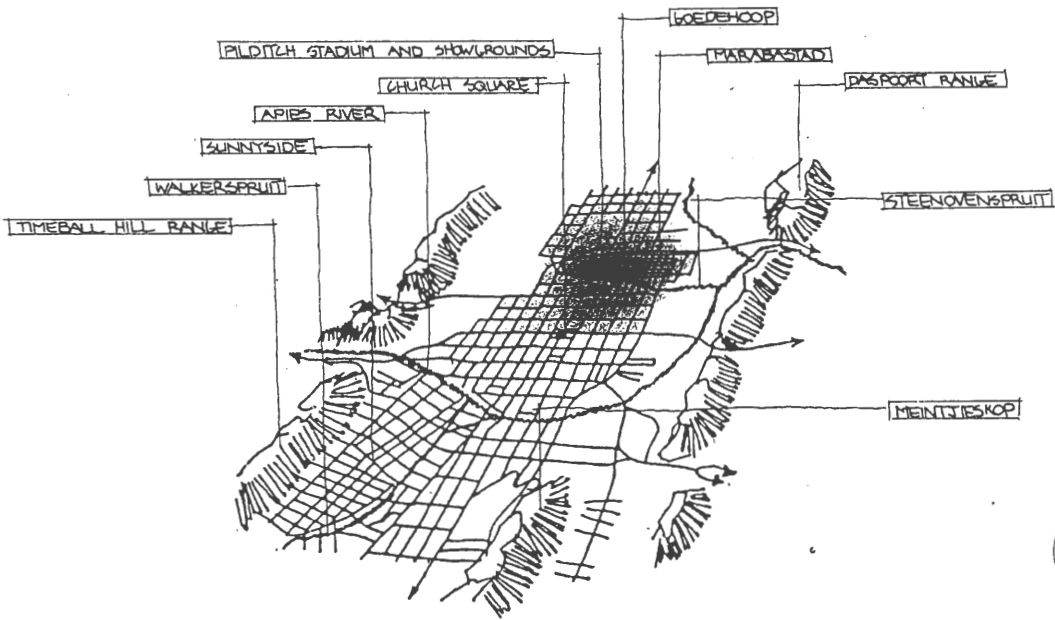 GOEDEHOOP
PILDITCH STADIUM AND SHOWGROUNDS
MARABASTAD
CHURCH SQUARE
DASPOORT RANGE
APIES RIVER
SUNNYSIDE
WALKERSPRUIT
STEENOVENSPRUIT
TIMEBALL HILL RANGE
MEINTJIESKOP